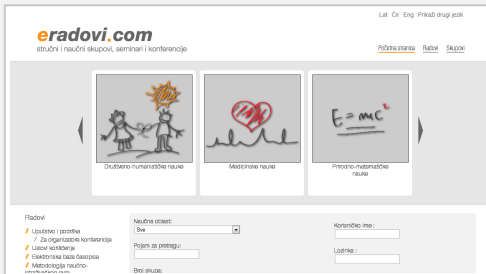 Lat Ćir Eng Prikaži drugi jezik
eradovi.com
stručni i naučni skupovi, seminari i konferencije
Početna stranica Radovi Skupovi
E=mc²
Društveno-humanističke nauke
Medicinske nauke
Prirodno-matematičke
nauke
Radovi
Uputstvo i podrška
/ Za organizatore konferencije
Uslovi korišćenja
Elektronska baza časopisa
Metodologija naučno-
istraživačkog rada
Naučna oblast:
Sve
Pojam za pretragu:
Broj skupa:
Korisničko ime :
Lozinka :